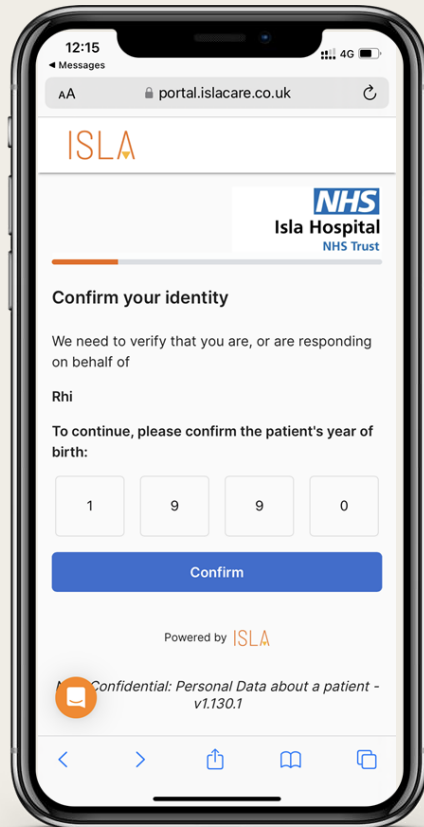 12:15
4G
Messages
AA portal.islacare.co.uk
ISLA
NHS
Isla Hospital
NHS Trust
Confirm your identity
We need to verify that you are, or are responding
on behalf of
Rhi
To continue, please confirm the patient's year of
birth:
1 9 9 0
Confirm
Powered by ISLA
Confidential: Personal Data about a patient -
v1.130.1